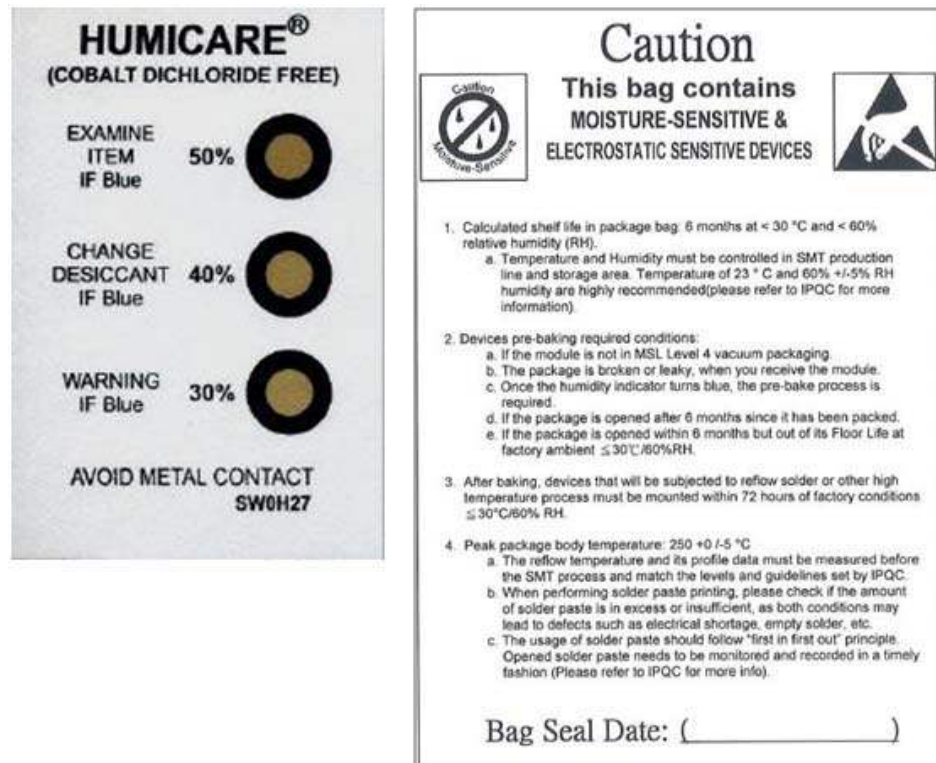 HUMICARE®
(COBALT DICHLORIDE FREE)
EXAMINE
ITEM 50%
IF Blue
CHANGE
DESICCANT 40%
IF Blue
WARNING
IF Blue 30%
AVOID METAL CONTACT
SW0H27
Caution
This bag contains
MOISTURE-SENSITIVE &
ELECTROSTATIC SENSITIVE DEVICES
Caution
Moisture-Sensitive
1. Calculated shelf life in package bag: 6 months at < 30 °C and < 60%
relative humidity (RH).
a. Temperature and Humidity must be controlled in SMT production
line and storage area. Temperature of 23 ° C and 60% +/-5% RH
humidity are highly recommended(please refer to IPQC for more
information).
2. Devices pre-baking required conditions:
a. If the module is not in MSL Level 4 vacuum packaging.
b. The package is broken or leaky, when you receive the module.
c. Once the humidity indicator turns blue, the pre-bake process is
required.
d. If the package is opened after 6 months since it has been packed.
e. If the package is opened within 6 months but out of its Floor Life at
factory ambient ≦30℃/60%RH.
3. After baking, devices that will be subjected to reflow solder or other high
temperature process must be mounted within 72 hours of factory conditions
≦30°C/60% RH.
4. Peak package body temperature: 250 +0 /-5 °C
a. The reflow temperature and its profile data must be measured before
the SMT process and match the levels and guidelines set by IPQC.
b. When performing solder paste printing, please check if the amount
of solder paste is in excess or insufficient, as both conditions may
lead to defects such as electrical shortage, empty solder, etc.
c. The usage of solder paste should follow "first in first out" principle.
Opened solder paste needs to be monitored and recorded in a timely
fashion (Please refer to IPQC for more info).
Bag Seal Date: (__________)